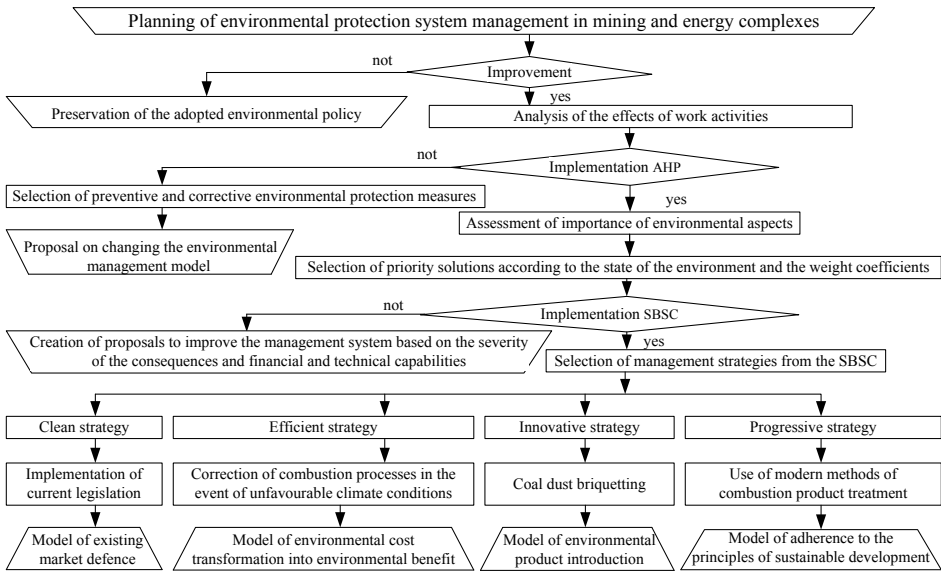 Planning of environmental protection system management in mining and energy complexes
not
Improvement
yes
Preservation of the adopted environmental policy
Analysis of the effects of work activities
not
Implementation AHP
Selection of preventive and corrective environmental protection measures
yes
Assessment of importance of environmental aspects
Proposal on changing the environmental
management model
Selection of priority solutions according to the state of the environment and the weight coefficients
not
Implementation SBSC
Creation of proposals to improve the management system based on the severity
of the consequences and financial and technical capabilities
yes
Selection of management strategies from the SBSC
Clean strategy
Efficient strategy
Innovative strategy
Progressive strategy
Implementation of
current legislation
Correction of combustion processes in the
event of unfavourable climate conditions
Coal dust briquetting
Use of modern methods of
combustion product treatment
Model of existing
market defence
Model of environmental cost
transformation into environmental benefit
Model of environmental
product introduction
Model of adherence to the
principles of sustainable development